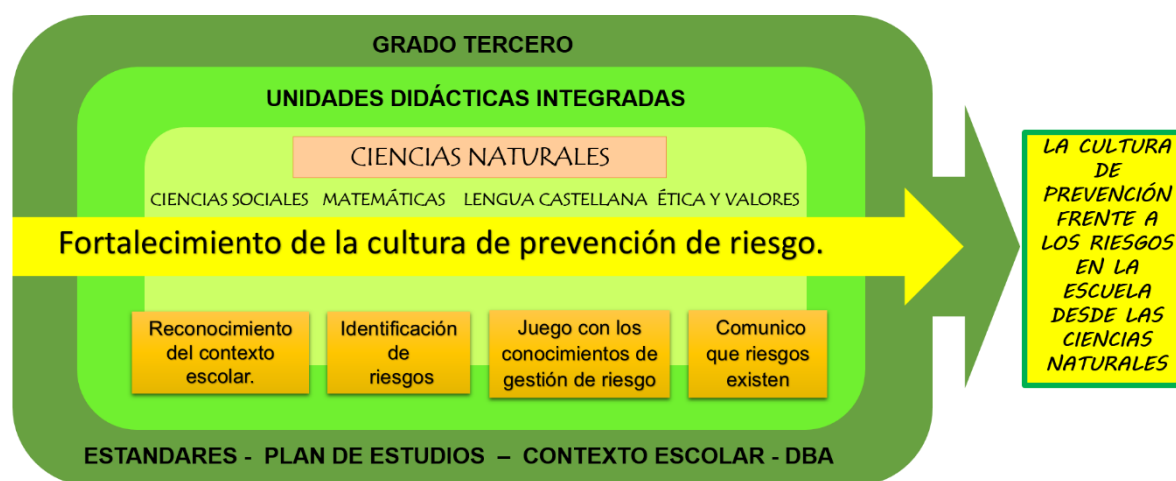 GRADO TERCERO
UNIDADES DIDÁCTICAS INTEGRADAS
CIENCIAS NATURALES
CIENCIAS SOCIALES MATEMÁTICAS LENGUA CASTELLANA ÉTICA Y VALORES
Fortalecimiento de la cultura de prevención de riesgo.
Reconocimiento
del contexto
escolar.
Identificación
de
riesgos
Juego con los
conocimientos de
gestión de riesgo
Comunico
que riesgos
existen
ESTANDARES - PLAN DE ESTUDIOS – CONTEXTO ESCOLAR - DBA
LA CULTURA
DE
PREVENCIÓN
FRENTE A
LOS RIESGOS
EN LA
ESCUELA
DESDE LAS
CIENCIAS
NATURALES